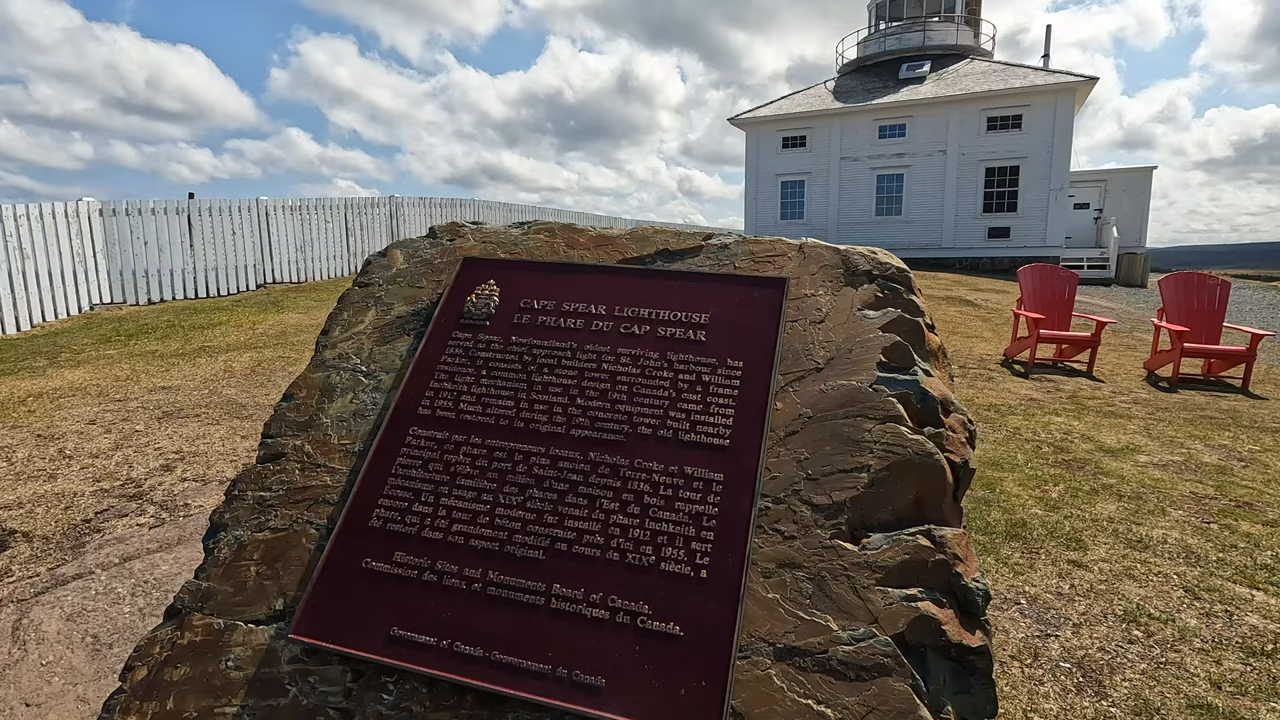 CAPE SPEAR LIGHTHOUSE
LE PHARE DU CAP SPEAR
Cape Spear, Newfoundland's oldest surviving lighthouse, has
served as the chief approach light for St. John's harbour since
1836. Constructed by local builders Nicholas Croke and William
Parker, it consists of a stone tower surrounded by a frame
residence, a common lighthouse design on Canada's east coast.
The light mechanism in use in the 19th century came from
Inchkeith lighthouse in Scotland. Modern equipment was installed
in 1912 and remains in use in the concrete tower built nearby
in 1955. Much altered during the 19th century, the old lighthouse
has been restored to its original appearance.
Construit par les entrepreneurs locaux, Nicholas Croke et William
Parker, ce phare est le plus ancien de Terre-Neuve et le
principal repère du port de Saint-Jean depuis 1836. La tour de
pierre qui s'élève au milieu d'une maison en bois rappelle
l'architecture familière des phares dans l'Est du Canada. Le
mécanisme en usage au XIXe siècle venait du phare Inchkeith en
Écosse. Un mécanisme moderne fut installé en 1912 et il sert
encore dans la tour de béton construite près d'ici en 1955. Le
phare, qui a été grandement modifié au cours du XIXe siècle, a
été restoré dans son aspect original.
Historic Sites and Monuments Board of Canada.
Commission des lieux et monuments historiques du Canada.
Government of Canada - Gouvernement du Canada